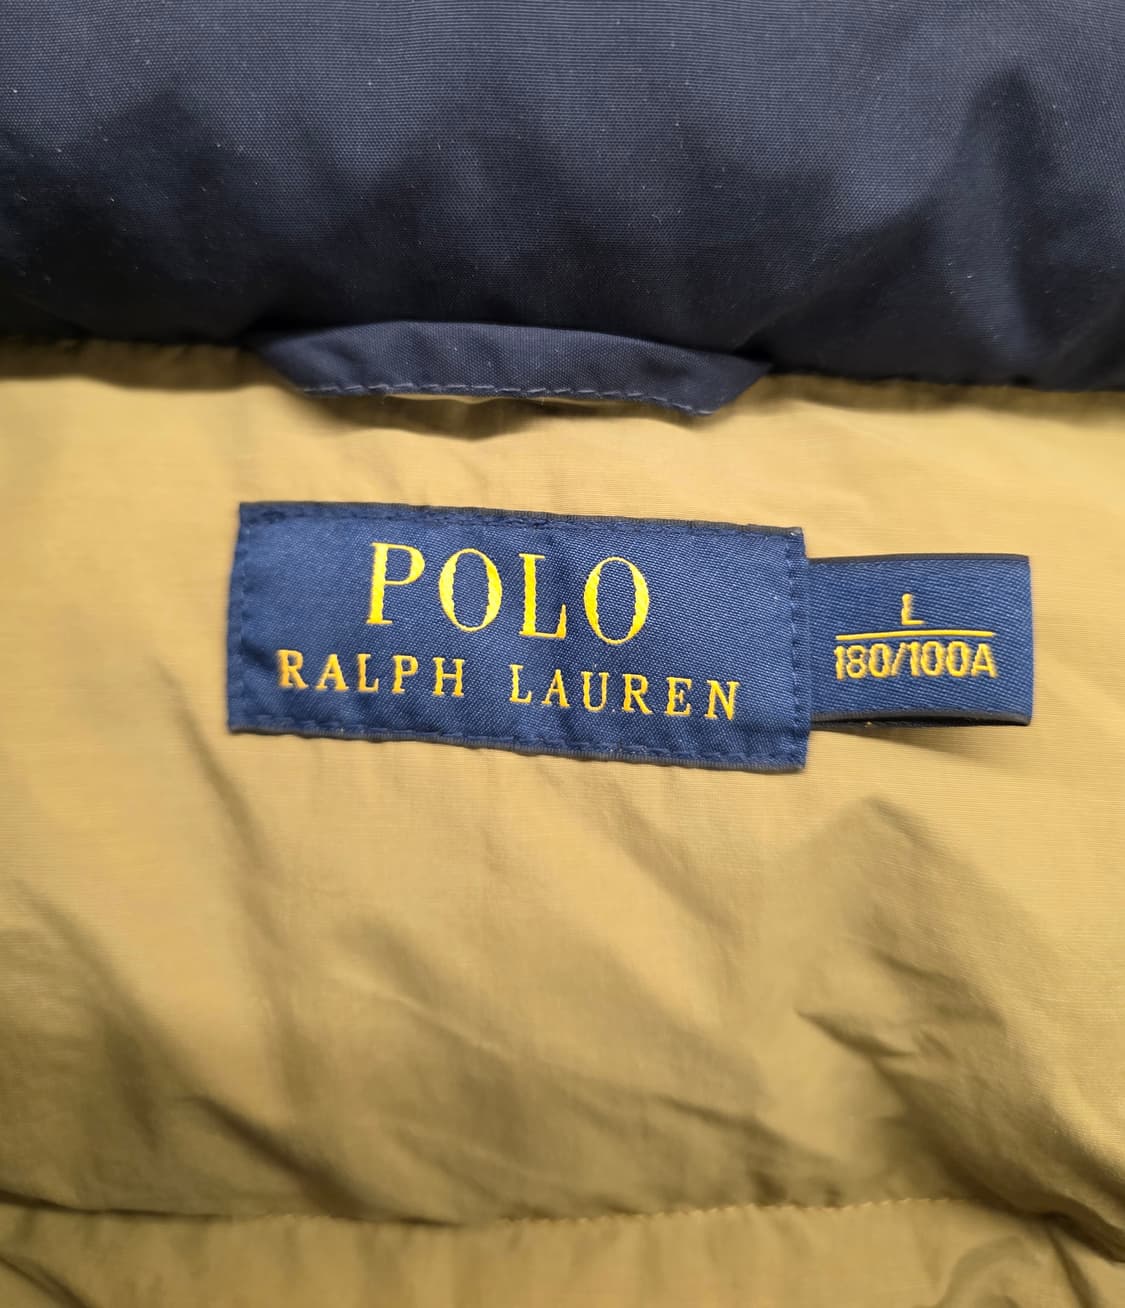 POLO
RALPH LAUREN
L
180/100A